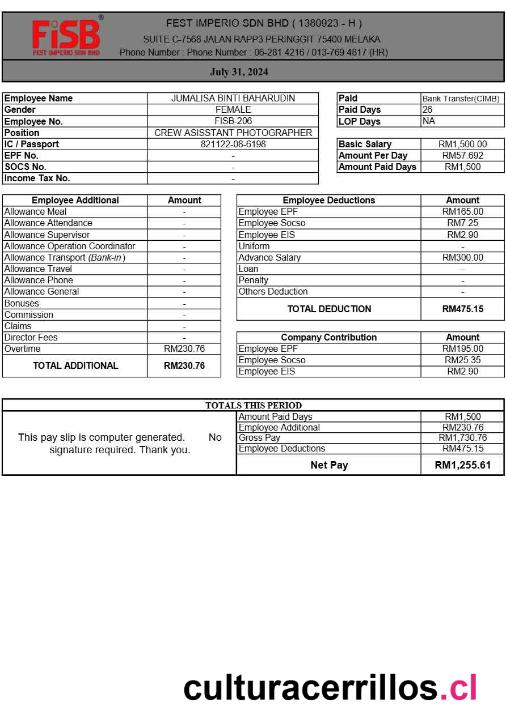 FiSB®
FEST IMPERIO SDN BHD
FEST IMPERIO SDN BHD ( 1380923 - H )
SUITE C-7568 JALAN RAPP3 PERINGGIT 75400 MELAKA
Phone Number : Phone Number : 06-281 4216 / 013-769 4817 (HR)
July 31, 2024
Employee Name JUMALISA BINTI BAHARUDIN Paid Bank Transfer(CIMB)
Gender FEMALE Paid Days 26
Employee No. FISB-206 LOP Days NA
Position CREW ASISSTANT PHOTOGRAPHER
IC / Passport 821122-08-6198 Basic Salary RM1,500.00
EPF No. - Amount Per Day RM57.692
SOCS No. - Amount Paid Days RM1,500
Income Tax No. -
Employee Additional Amount Employee Deductions Amount
Allowance Meal - Employee EPF RM165.00
Allowance Attendance - Employee Socso RM7.25
Allowance Supervisor - Employee EIS RM2.90
Allowance Operation Coordinator - Uniform -
Allowance Transport (Bank-in) - Advance Salary RM300.00
Allowance Travel - Loan -
Allowance Phone - Penalty -
Allowance General - Others Deduction -
Bonuses - TOTAL DEDUCTION RM475.15
Commission -
Claims -
Director Fees - Company Contribution Amount
Overtime RM230.76 Employee EPF RM195.00
TOTAL ADDITIONAL RM230.76 Employee Socso RM25.35
Employee EIS RM2.90
TOTALS THIS PERIOD
Amount Paid Days RM1,500
Employee Additional RM230.76
This pay slip is computer generated. No Gross Pay RM1,730.76
signature required. Thank you. Employee Deductions RM475.15
Net Pay RM1,255.61
culturacerrillos.cl